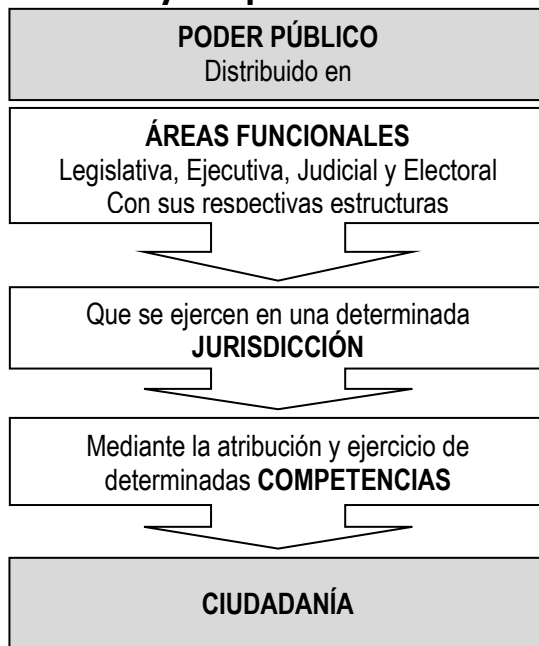 PODER PÚBLICO
Distribuido en
ÁREAS FUNCIONALES
Legislativa, Ejecutiva, Judicial y Electoral
Con sus respectivas estructuras
Que se ejercen en una determinada
JURISDICCIÓN
Mediante la atribución y ejercicio de
determinadas COMPETENCIAS
CIUDADANÍA